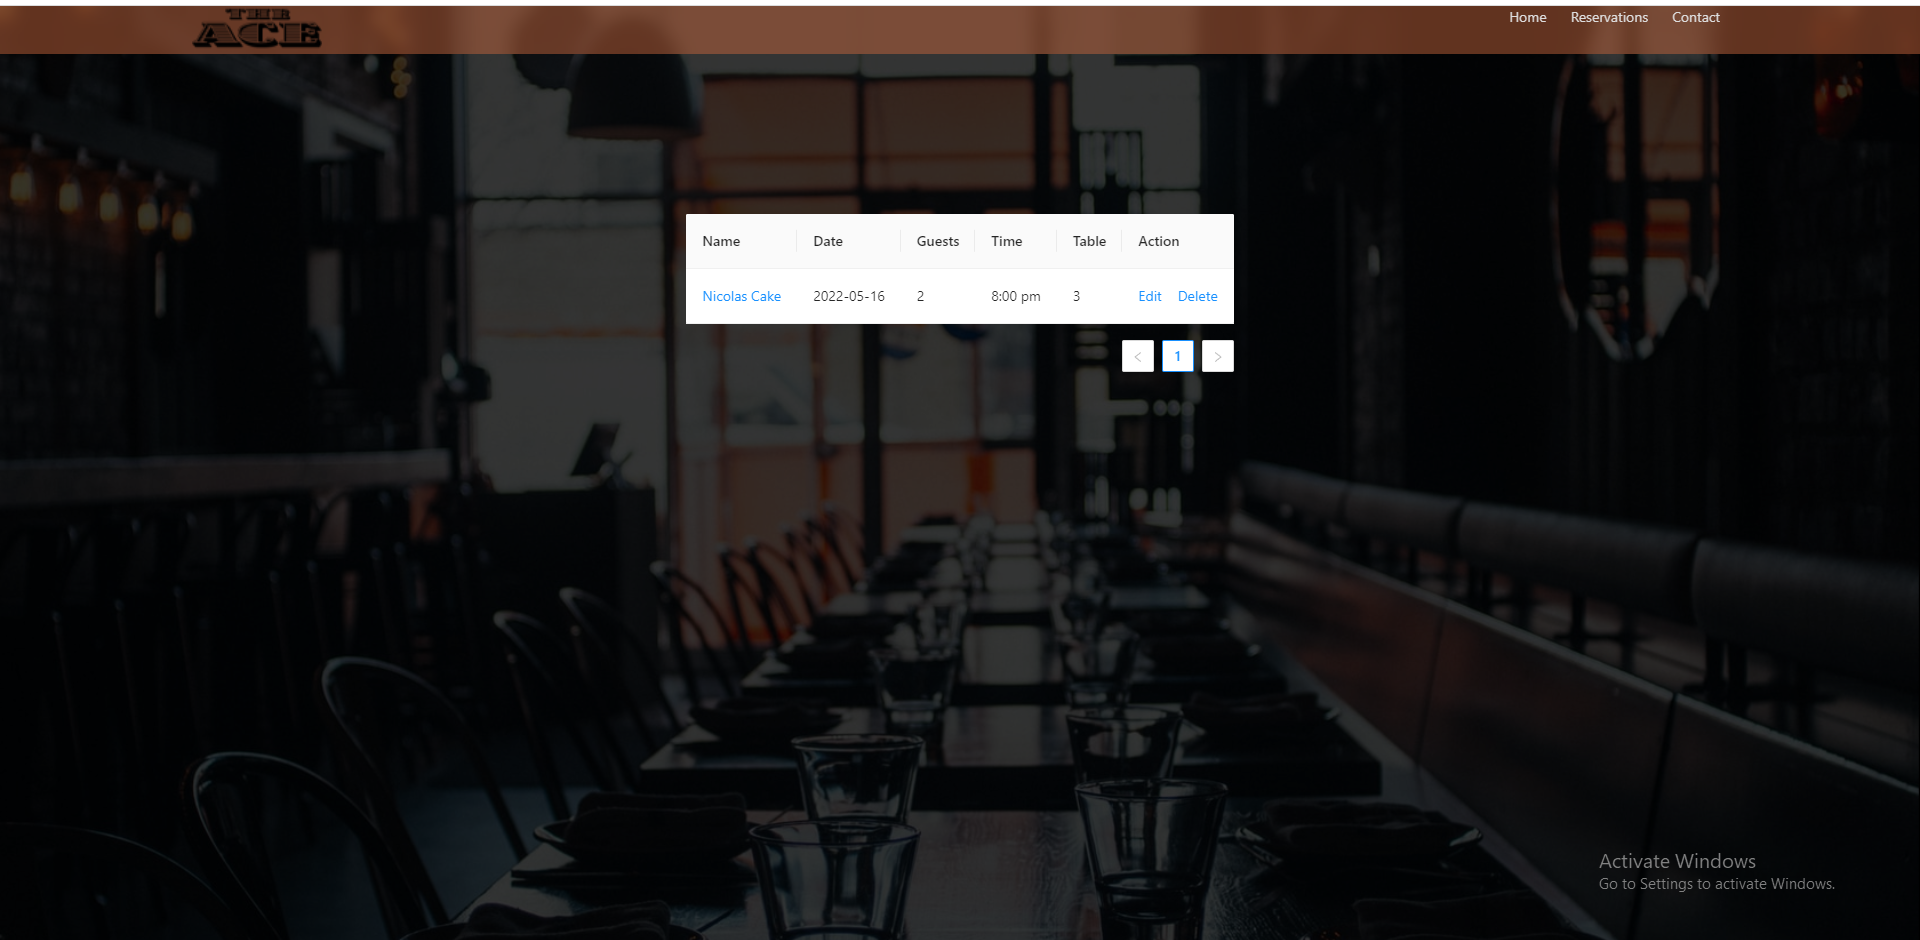 THE
ACE
Home Reservations Contact
Name Date Guests Time Table Action
Nicolas Cake 2022-05-16 2 8:00 pm 3 Edit Delete
1
Activate Windows
Go to Settings to activate Windows.